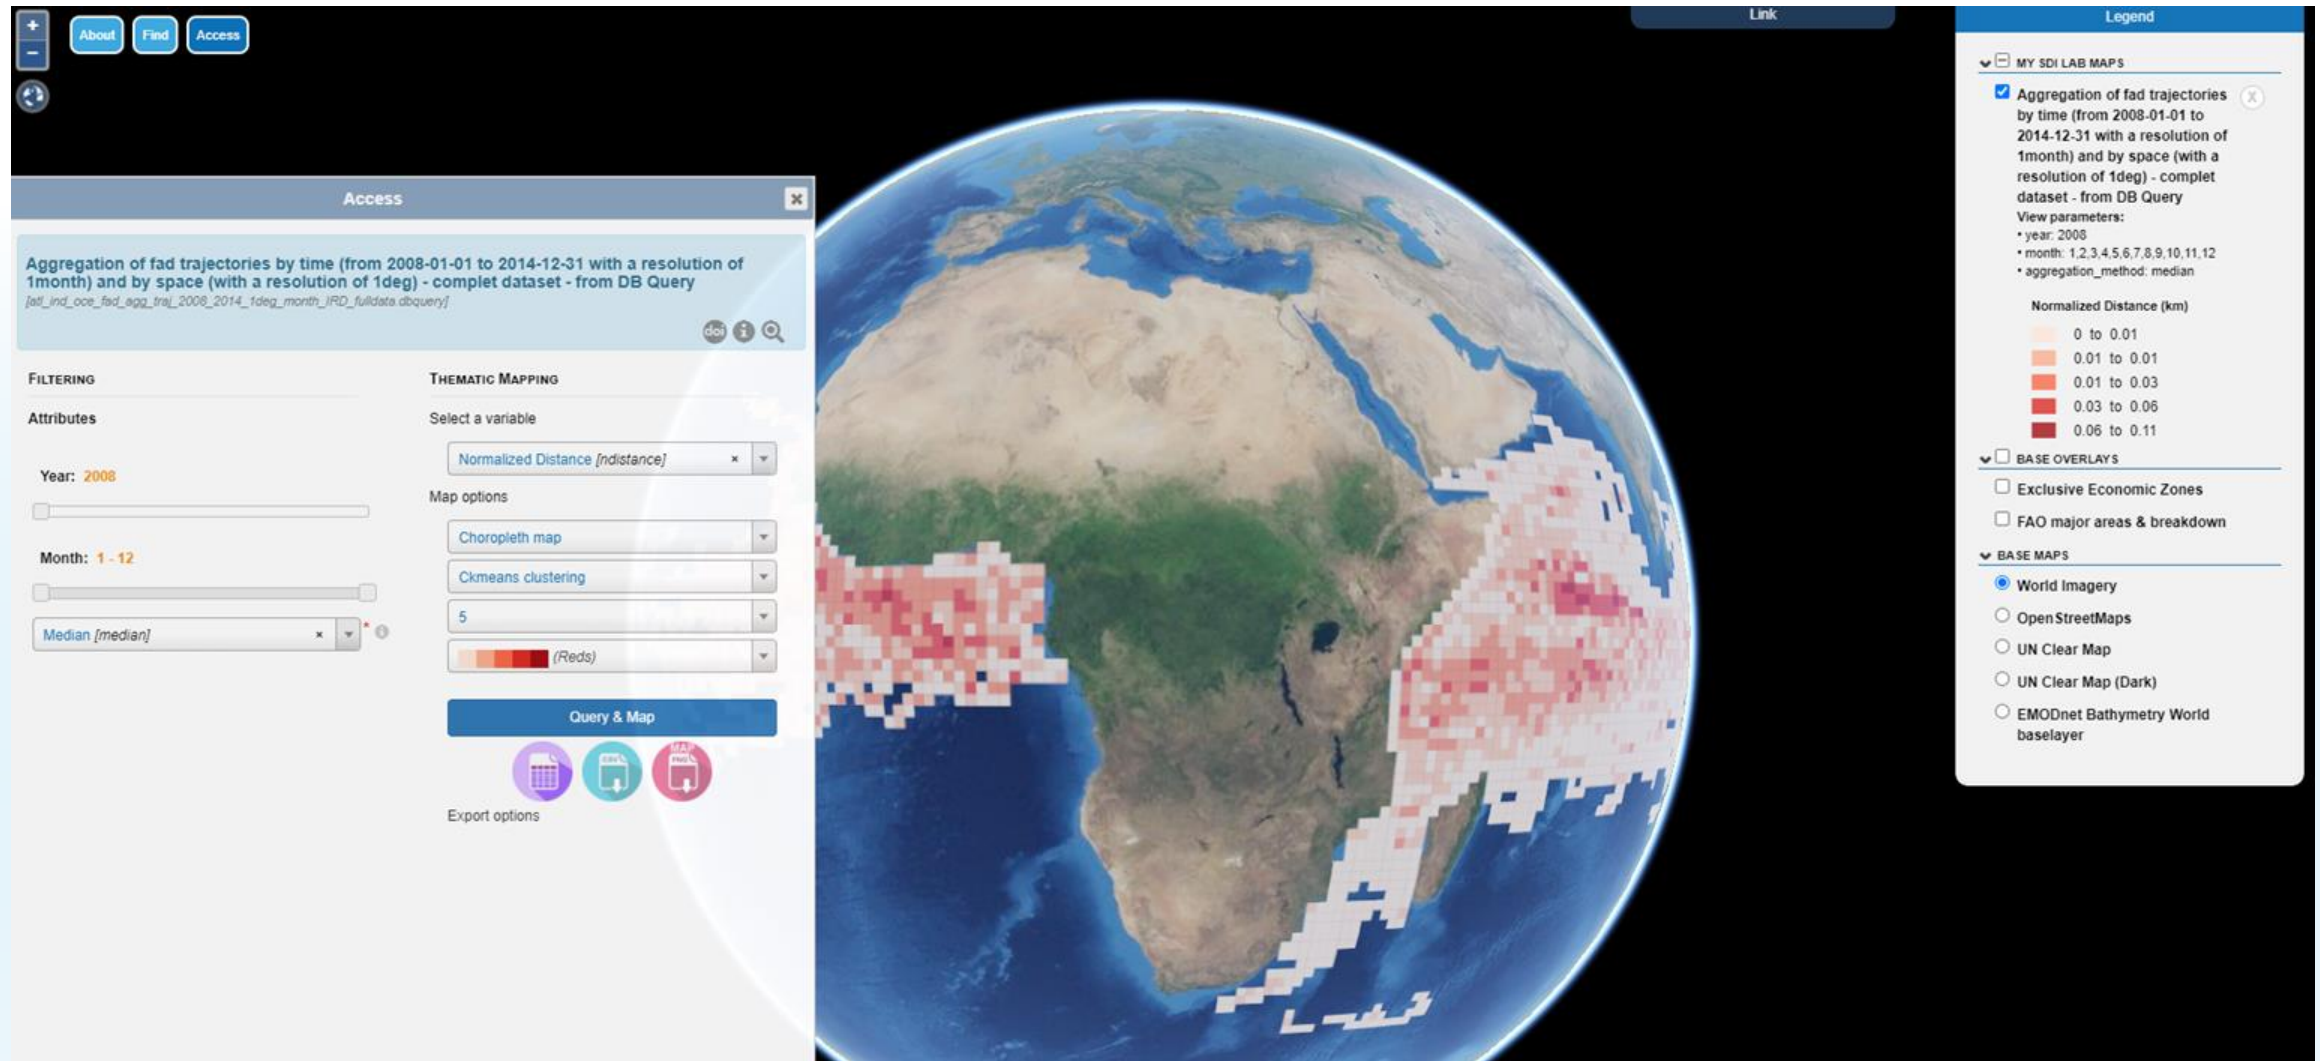 +
About
Find
Access
Link
Legend
MY SDI LAB MAPS
Aggregation of fad trajectories
by time (from 2008-01-01 to
2014-12-31 with a resolution of
1month) and by space (with a
resolution of 1deg) - complet
dataset - from DB Query
View parameters:
• year: 2008
• month: 1,2,3,4,5,6,7,8,9,10,11,12
• aggregation_method: median
Normalized Distance (km)
0 to 0.01
0.01 to 0.01
0.01 to 0.03
0.03 to 0.06
0.06 to 0.11
BASE OVERLAYS
Exclusive Economic Zones
FAO major areas & breakdown
BASE MAPS
World Imagery
OpenStreetMaps
UN Clear Map
UN Clear Map (Dark)
EMODnet Bathymetry World
baselayer
Access
Aggregation of fad trajectories by time (from 2008-01-01 to 2014-12-31 with a resolution of
1month) and by space (with a resolution of 1deg) - complet dataset - from DB Query
[atl_ind_oce_fad_agg_traj_2008_2014_1deg_month_IRD_fulldata.dbquery]
doi
FILTERING
Attributes
Year: 2008
Month: 1 - 12
Median [median]
*
THEMATIC MAPPING
Select a variable
Normalized Distance [ndistance]
Map options
Choropleth map
Ckmeans clustering
5
(Reds)
Query & Map
CSV
MAP
PNG
Export options